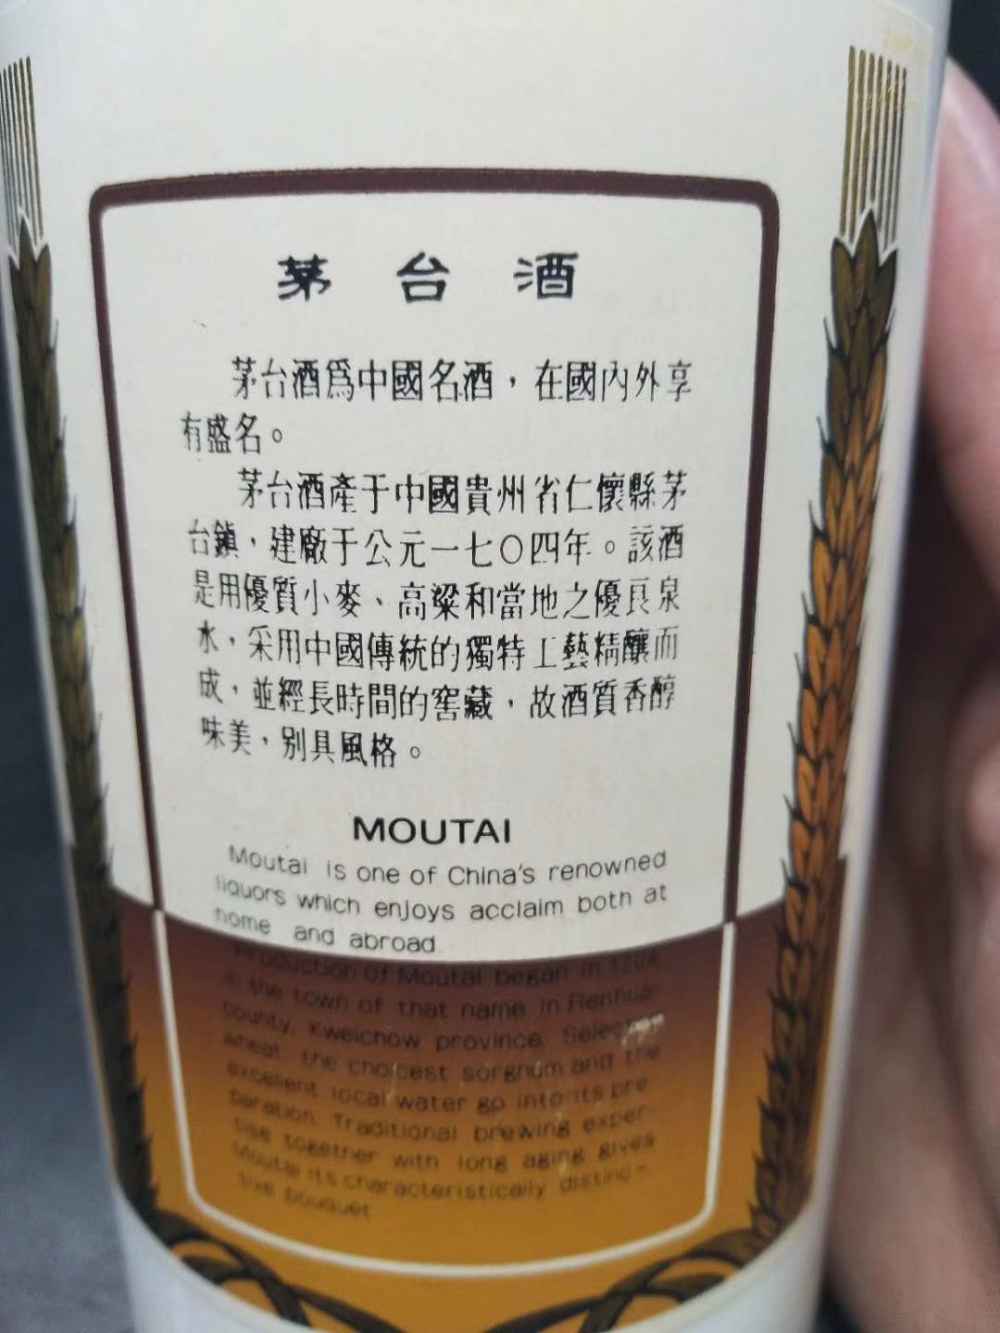 茅台酒
茅台酒爲中國名酒，在國內外享
有盛名。
茅台酒產于中國貴州省仁懷縣茅
台鎮，建廠于公元一七〇四年。該酒
是用優質小麥、高粱和當地之優良泉
水，采用中國傳統的獨特工藝精釀而
成，並經長時間的窖藏，故酒質香醇
味美，別具風格。
MOUTAI
Moutai is one of China's renowned
liquors which enjoys acclaim both at
home and abroad
Production of Moutai began in 1704
in the town of that name in Renhuai
county, Kweichow province. Selected
wheat, the choicest sorghum and the
excellent local water go into its pre
paration. Traditional brewing exper
tise together with long aging gives
Moutai its characteristically distinc-
tive bouquet